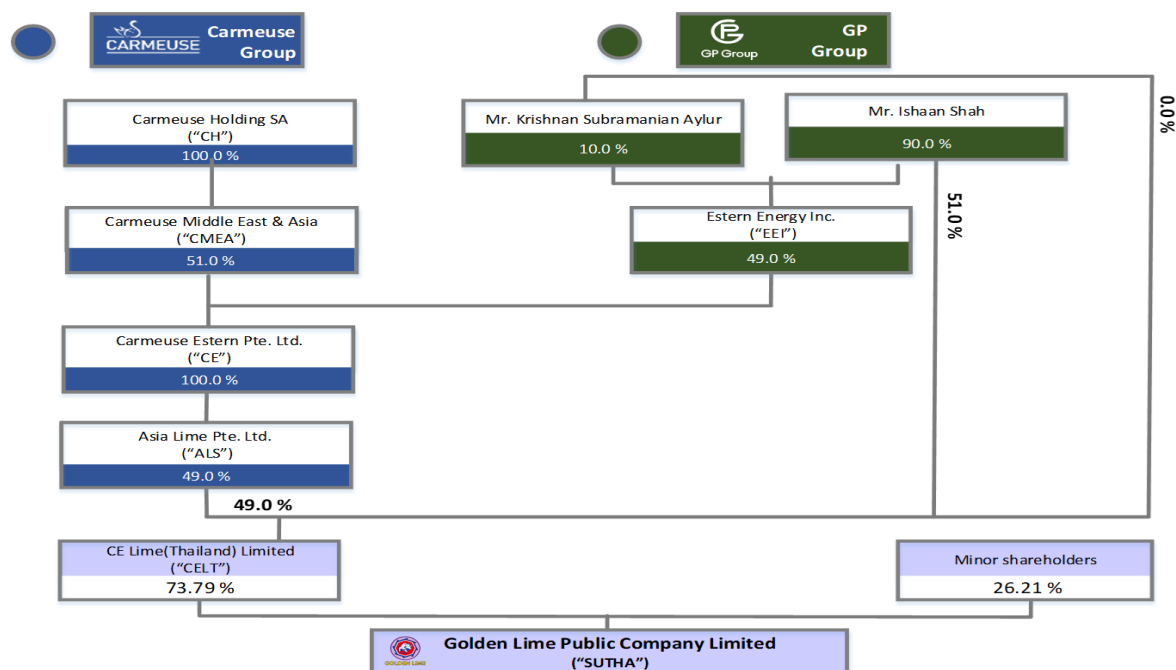 CARMEUSE
Carmeuse
Group
GP Group
GP
Group
Carmeuse Holding SA
("CH")
100.0 %
Mr. Krishnan Subramanian Aylur
10.0 %
Mr. Ishaan Shah
90.0 %
0.0 %
Carmeuse Middle East & Asia
("CMEA")
51.0 %
Estern Energy Inc.
("EEI")
49.0 %
51.0 %
Carmeuse Estern Pte. Ltd.
("CE")
100.0 %
Asia Lime Pte. Ltd.
("ALS")
49.0 %
49.0 %
CE Lime(Thailand) Limited
("CELT")
73.79 %
Minor shareholders
26.21 %
GOLDEN LIME
Golden Lime Public Company Limited
("SUTHA")